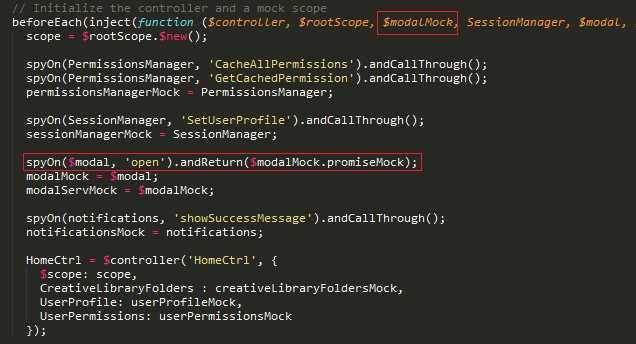 // Initialize the controller and a mock scope
beforeEach(inject(function ($controller, $rootScope, $modalMock, SessionManager, $modal,
scope = $rootScope.$new();
spyOn(PermissionsManager, 'CacheAllPermissions').andCallThrough();
spyOn(PermissionsManager, 'GetCachedPermission').andCallThrough();
permissionsManagerMock = PermissionsManager;
spyOn(SessionManager, 'SetUserProfile').andCallThrough();
sessionManagerMock = SessionManager;
spyOn($modal, 'open').andReturn($modalMock.promiseMock);
modalMock = $modal;
modalServMock = $modalMock;
spyOn(notifications, 'showSuccessMessage').andCallThrough();
notificationsMock = notifications;
HomeCtrl = $controller('HomeCtrl', {
$scope: scope,
CreativeLibraryFolders : creativeLibraryFoldersMock,
UserProfile: userProfileMock,
UserPermissions: userPermissionsMock
});